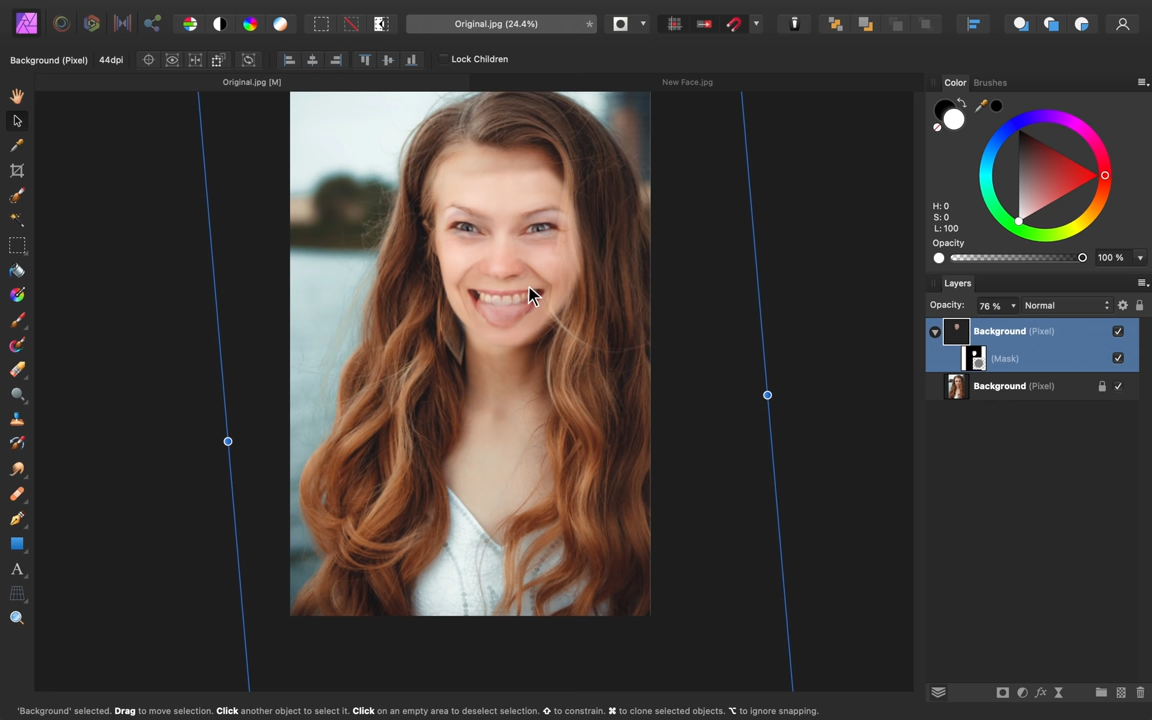 Original.jpg (24.4%) *
Background (Pixel) 44dpi Lock Children
Original.jpg [M] New Face.jpg
Color Brushes
H: 0
S: 0
L: 100
Opacity
100 %
Layers
Opacity: 76 % Normal
Background (Pixel)
(Mask)
Background (Pixel)
A
'Background' selected. Drag to move selection. Click another object to select it. Click on an empty area to deselect selection. ⇧ to constrain. ⌘ to clone selected objects. ⌥ to ignore snapping.